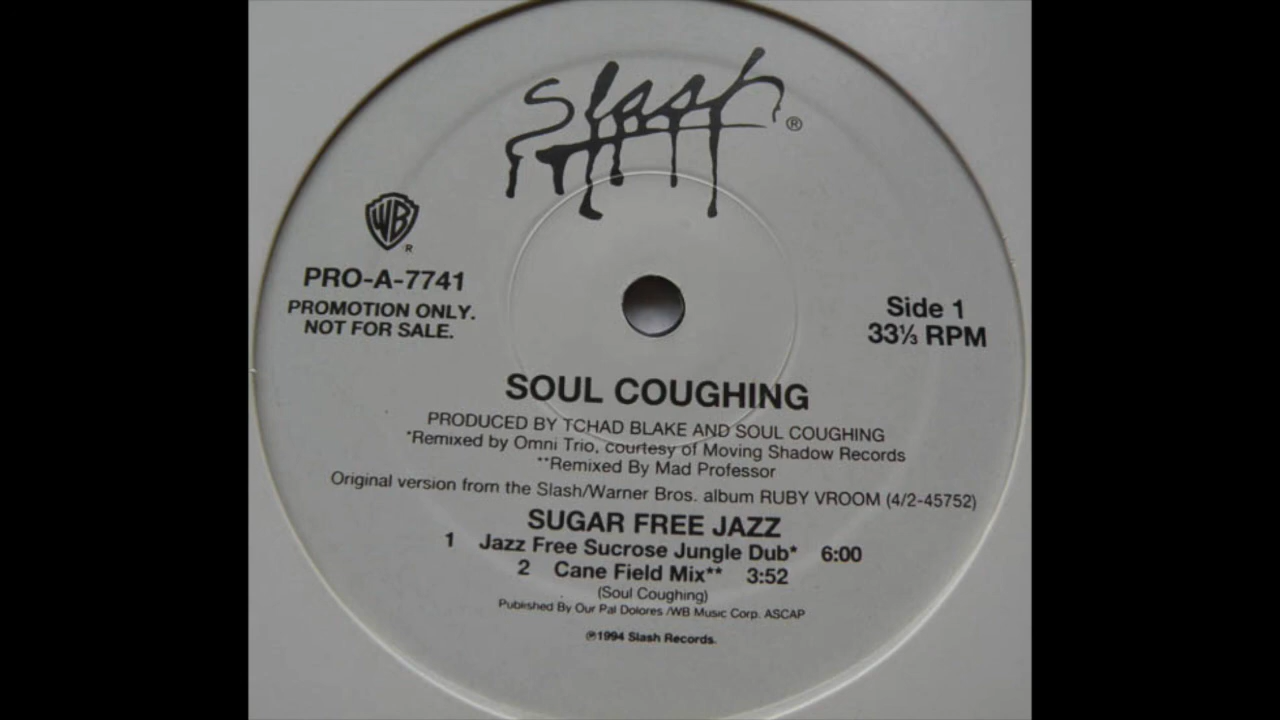 Slash ®
WB ®
PRO-A-7741
PROMOTION ONLY.
NOT FOR SALE.
Side 1
33⅓ RPM
SOUL COUGHING
PRODUCED BY TCHAD BLAKE AND SOUL COUGHING
*Remixed by Omni Trio, courtesy of Moving Shadow Records
**Remixed By Mad Professor
Original version from the Slash/Warner Bros. album RUBY VROOM (4/2-45752)
SUGAR FREE JAZZ
1 Jazz Free Sucrose Jungle Dub* 6:00
2 Cane Field Mix** 3:52
(Soul Coughing)
Published By Our Pal Dolores /WB Music Corp. ASCAP
℗1994 Slash Records.